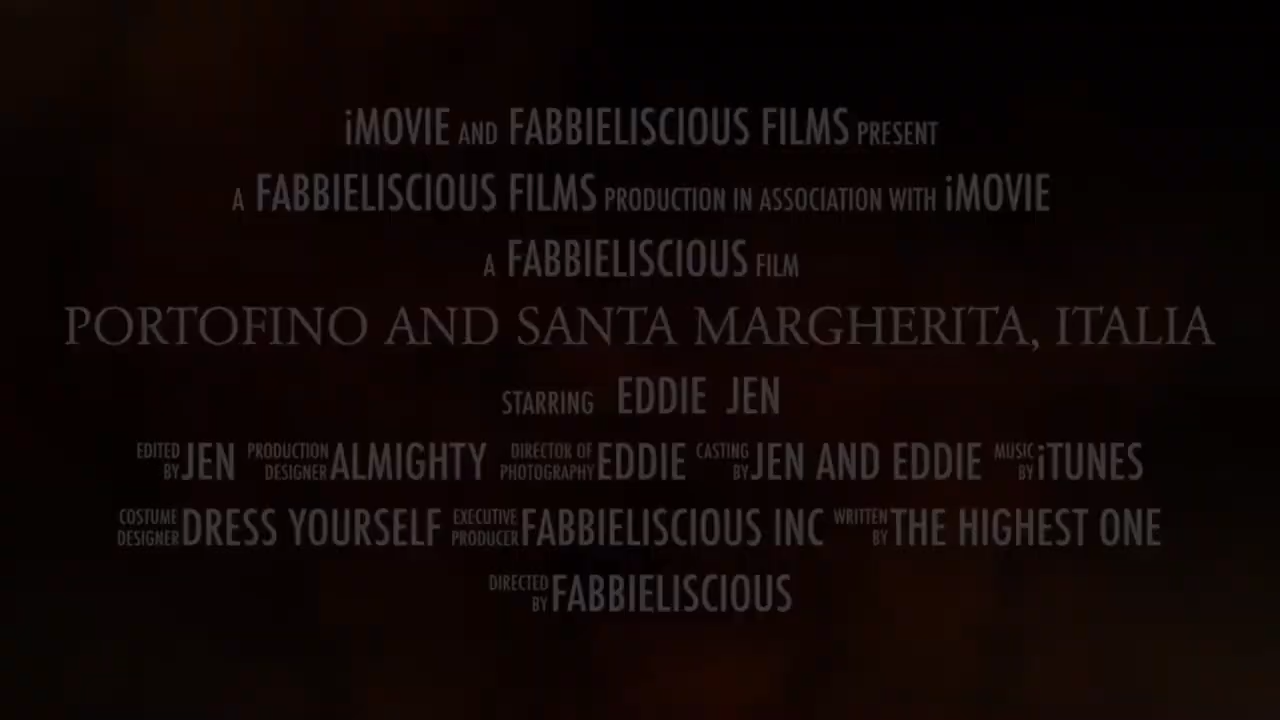 iMOVIE AND FABBIELISCIOUS FILMS PRESENT
A FABBIELISCIOUS FILMS PRODUCTION IN ASSOCIATION WITH iMOVIE
A FABBIELISCIOUS FILM
PORTOFINO AND SANTA MARGHERITA, ITALIA
STARRING EDDIE JEN
EDITED BY JEN PRODUCTION DESIGNER ALMIGHTY DIRECTOR OF PHOTOGRAPHY EDDIE CASTING BY JEN AND EDDIE MUSIC BY iTUNES
COSTUME DESIGNER DRESS YOURSELF EXECUTIVE PRODUCER FABBIELISCIOUS INC WRITTEN BY THE HIGHEST ONE
DIRECTED BY FABBIELISCIOUS